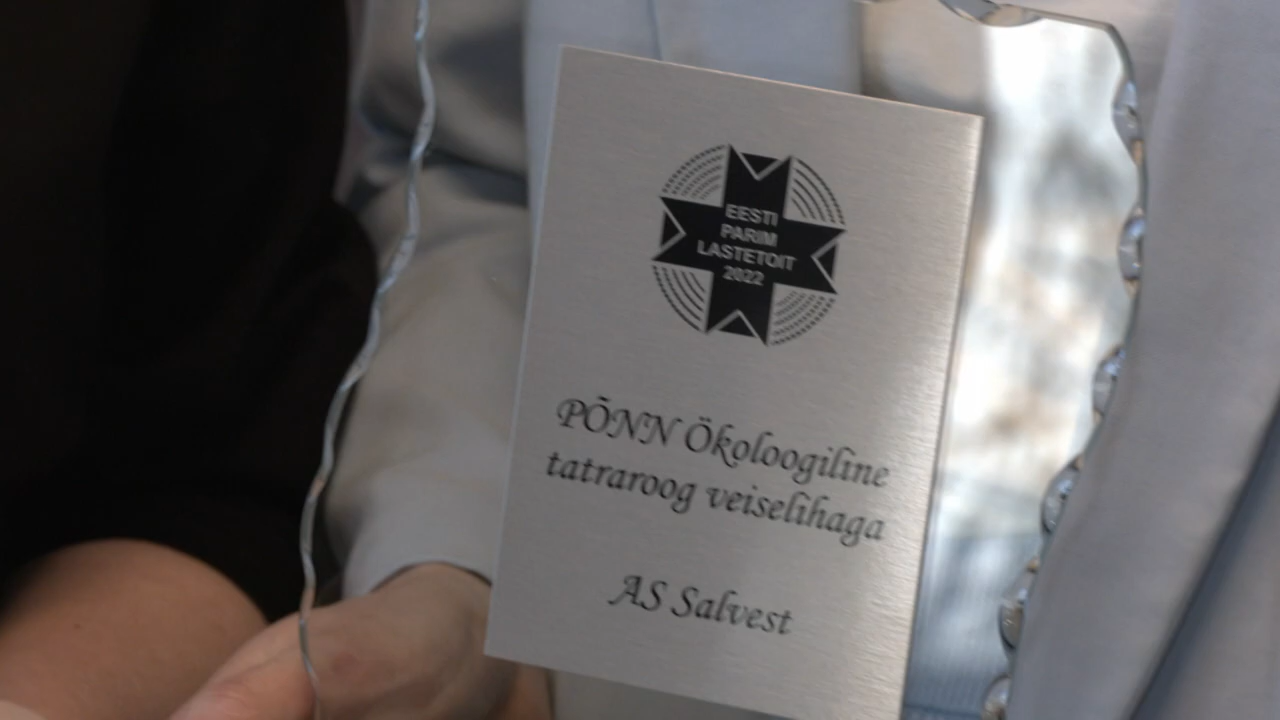 EESTI
PARIM
LASTETOIT
2022
PÕNN Ökoloogiline
tatraroog veiselihaga
AS Salvest